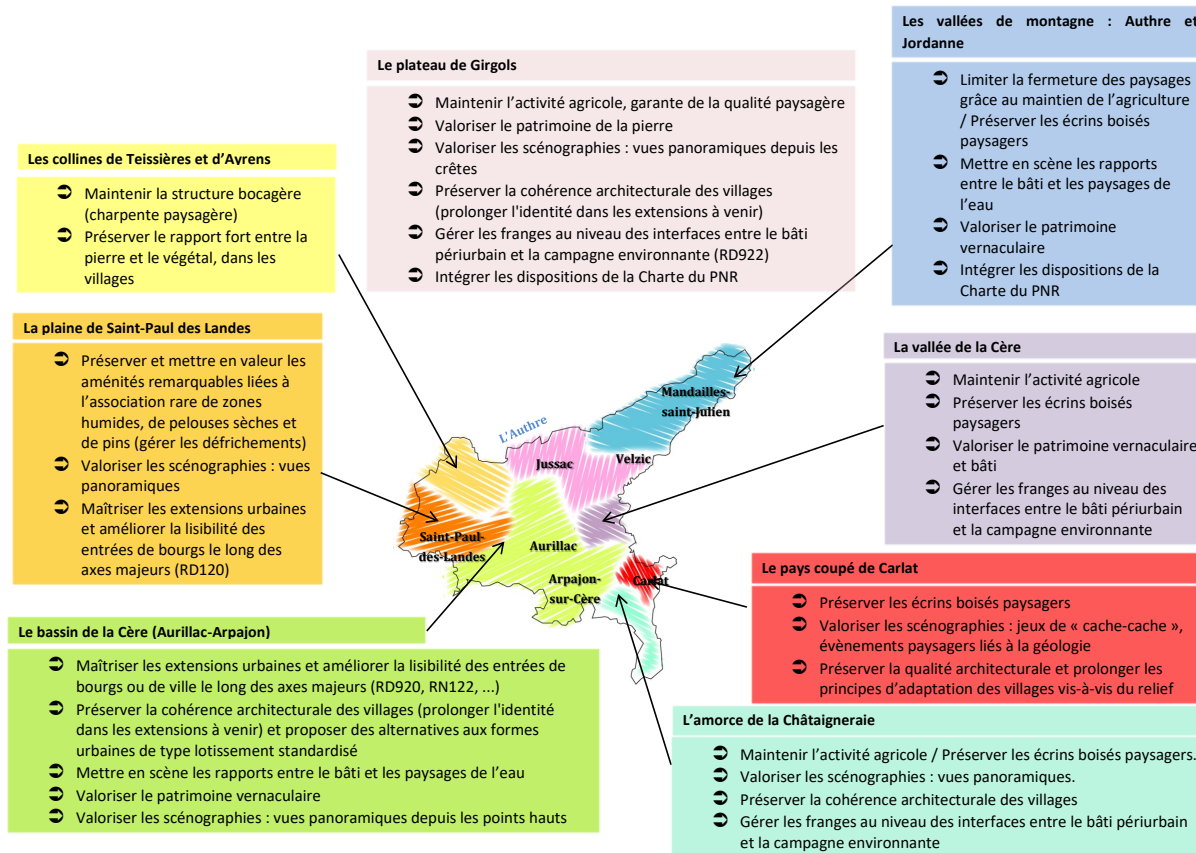 Les vallées de montagne : Authre et
Jordanne
➲ Limiter la fermeture des paysages
grâce au maintien de l'agriculture
/ Préserver les écrins boisés
paysagers
➲ Mettre en scène les rapports
entre le bâti et les paysages de
l'eau
➲ Valoriser le patrimoine
vernaculaire
➲ Intégrer les dispositions de la
Charte du PNR
Le plateau de Girgols
➲ Maintenir l'activité agricole, garante de la qualité paysagère
➲ Valoriser le patrimoine de la pierre
➲ Valoriser les scénographies : vues panoramiques depuis les
crêtes
➲ Préserver la cohérence architecturale des villages
(prolonger l'identité dans les extensions à venir)
➲ Gérer les franges au niveau des interfaces entre le bâti
périurbain et la campagne environnante (RD922)
➲ Intégrer les dispositions de la Charte du PNR
Les collines de Teissières et d'Ayrens
➲ Maintenir la structure bocagère
(charpente paysagère)
➲ Préserver le rapport fort entre la
pierre et le végétal, dans les
villages
La plaine de Saint-Paul des Landes
➲ Préserver et mettre en valeur les
aménités remarquables liées à
l'association rare de zones
humides, de pelouses sèches et
de pins (gérer les défrichements)
➲ Valoriser les scénographies : vues
panoramiques
➲ Maîtriser les extensions urbaines
et améliorer la lisibilité des
entrées de bourgs le long des
axes majeurs (RD120)
La vallée de la Cère
➲ Maintenir l'activité agricole
➲ Préserver les écrins boisés
paysagers
➲ Valoriser le patrimoine vernaculaire
et bâti
➲ Gérer les franges au niveau des
interfaces entre le bâti périurbain
et la campagne environnante
Mandailles-
saint-Julien
L'Authre
Jussac
Velzic
Saint-Paul-
des-Landes
Aurillac
Arpajon-
sur-Cère
Carlat
Le pays coupé de Carlat
➲ Préserver les écrins boisés paysagers
➲ Valoriser les scénographies : jeux de « cache-cache »,
évènements paysagers liés à la géologie
➲ Préserver la qualité architecturale et prolonger les
principes d'adaptation des villages vis-à-vis du relief
Le bassin de la Cère (Aurillac-Arpajon)
➲ Maîtriser les extensions urbaines et améliorer la lisibilité des entrées de
bourgs ou de ville le long des axes majeurs (RD920, RN122, ...)
➲ Préserver la cohérence architecturale des villages (prolonger l'identité
dans les extensions à venir) et proposer des alternatives aux formes
urbaines de type lotissement standardisé
➲ Mettre en scène les rapports entre le bâti et les paysages de l'eau
➲ Valoriser le patrimoine vernaculaire
➲ Valoriser les scénographies : vues panoramiques depuis les points hauts
L'amorce de la Châtaigneraie
➲ Maintenir l'activité agricole / Préserver les écrins boisés paysagers.
➲ Valoriser les scénographies : vues panoramiques.
➲ Préserver la cohérence architecturale des villages
➲ Gérer les franges au niveau des interfaces entre le bâti périurbain
et la campagne environnante